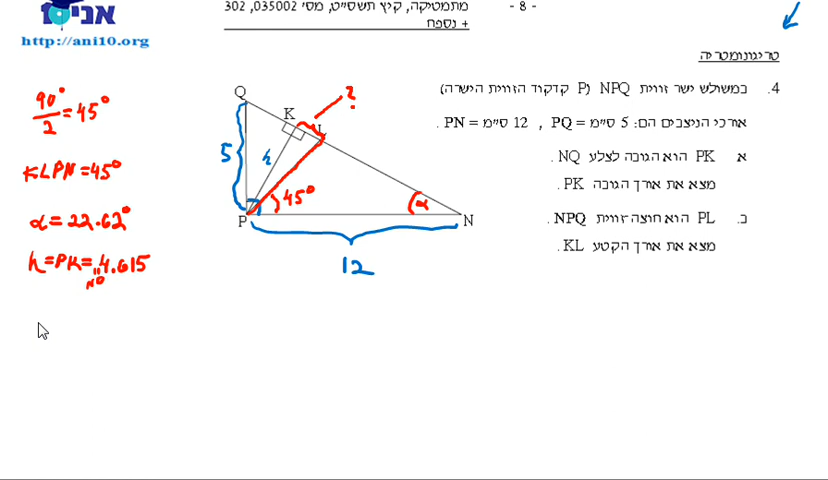 אני10
http://ani10.org
מתמטיקה, קיץ תשס"ט, מס' 035002, 302
+ נספח
- 8 -
טריגונומטריה
4. במשולש ישר זווית NPQ (P קדקוד הזווית הישרה)
אורכי הניצבים הם: 5 ס"מ = PQ , 12 ס"מ = PN .
א. PK הוא הגובה לצלע NQ .
מצא את אורך הגובה PK .
ב. PL הוא חוצה-זווית NPQ .
מצא את אורך הקטע KL .
90°/2 = 45°
∢LPN = 45°
α = 22.62°
h = PK = 4.615 ס"מ
Q
K
L
?
5
h
45°
α
P
N
12